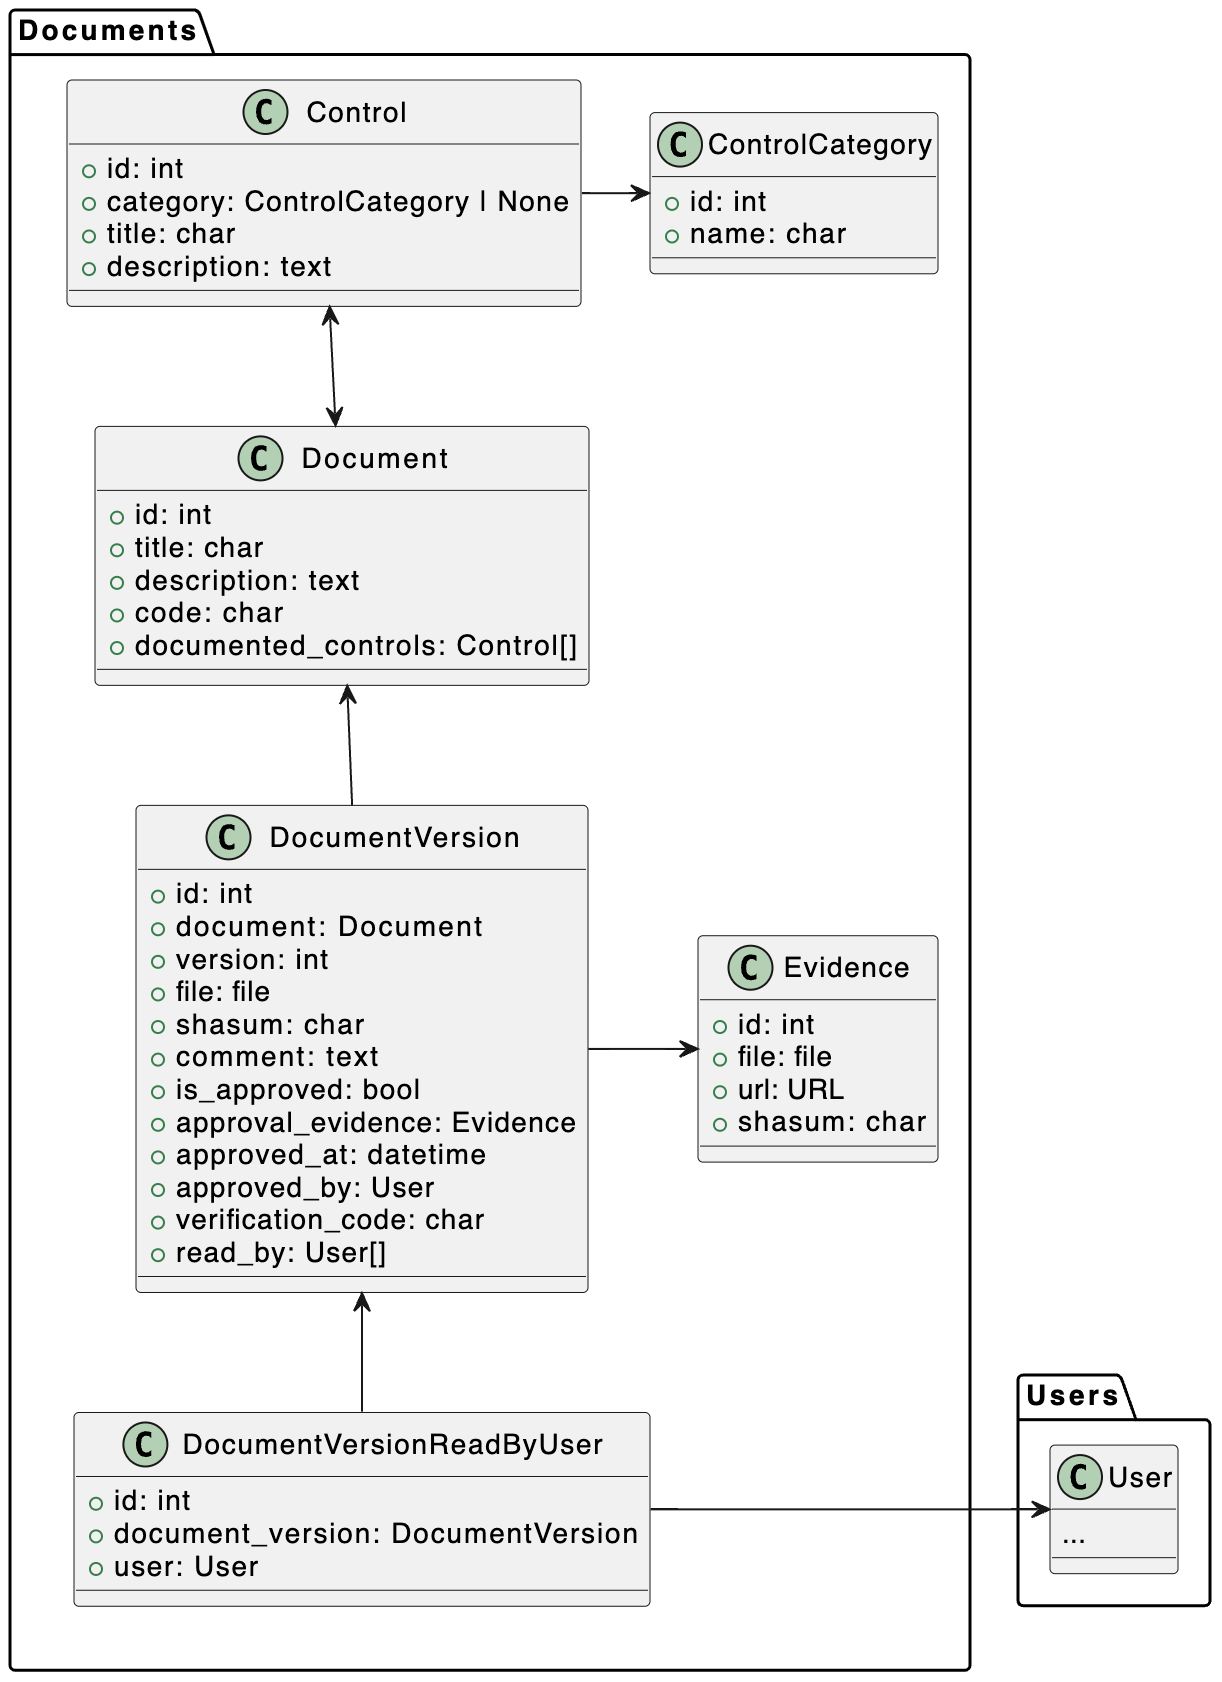 Documents
C Control
id: int
category: ControlCategory | None
title: char
description: text
C ControlCategory
id: int
name: char
C Document
id: int
title: char
description: text
code: char
documented_controls: Control[]
C DocumentVersion
id: int
document: Document
version: int
file: file
shasum: char
comment: text
is_approved: bool
approval_evidence: Evidence
approved_at: datetime
approved_by: User
verification_code: char
read_by: User[]
C Evidence
id: int
file: file
url: URL
shasum: char
C DocumentVersionReadByUser
id: int
document_version: DocumentVersion
user: User
Users
C User
...